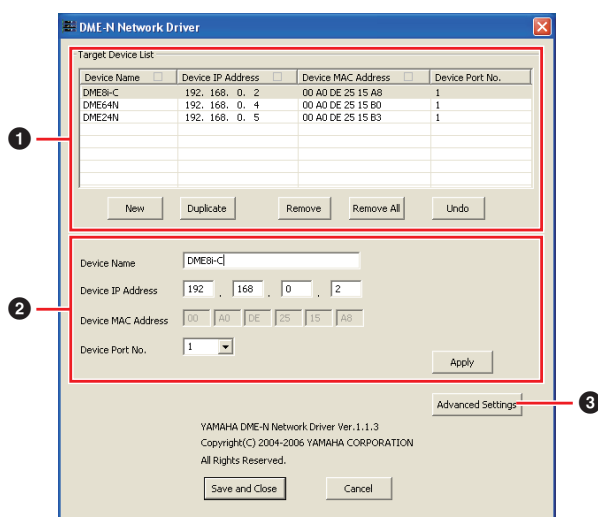 DME-N Network Driver
Target Device List
Device Name Device IP Address Device MAC Address Device Port No.
DME8i-C 192. 168. 0. 2 00 A0 DE 25 15 A8 1
DME64N 192. 168. 0. 4 00 A0 DE 25 15 B0 1
DME24N 192. 168. 0. 5 00 A0 DE 25 15 B3 1
1
New Duplicate Remove Remove All Undo
Device Name DME8i-C
Device IP Address 192 . 168 . 0 . 2
2
Device MAC Address 00 A0 DE 25 15 A8
Device Port No. 1
Apply
Advanced Settings 3
YAMAHA DME-N Network Driver Ver.1.1.3
Copyright(C) 2004-2006 YAMAHA CORPORATION
All Rights Reserved.
Save and Close Cancel